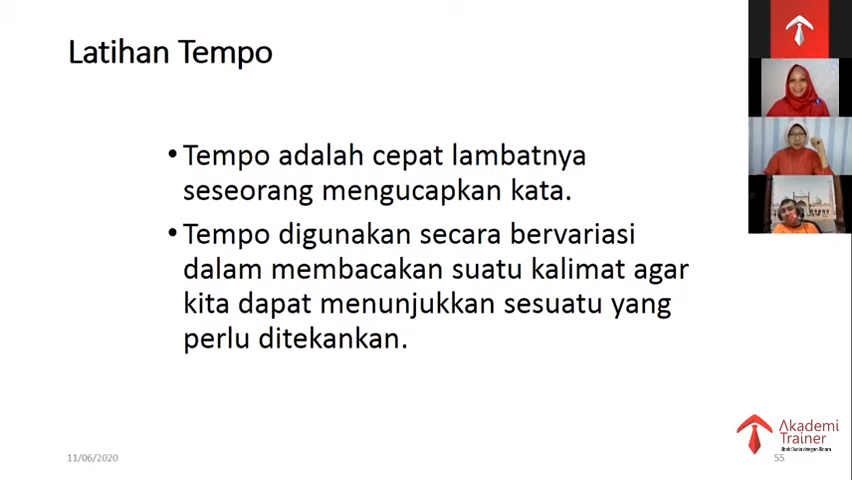 Latihan Tempo
• Tempo adalah cepat lambatnya
seseorang mengucapkan kata.
• Tempo digunakan secara bervariasi
dalam membacakan suatu kalimat agar
kita dapat menunjukkan sesuatu yang
perlu ditekankan.
Akademi
Trainer
11/06/2020
55